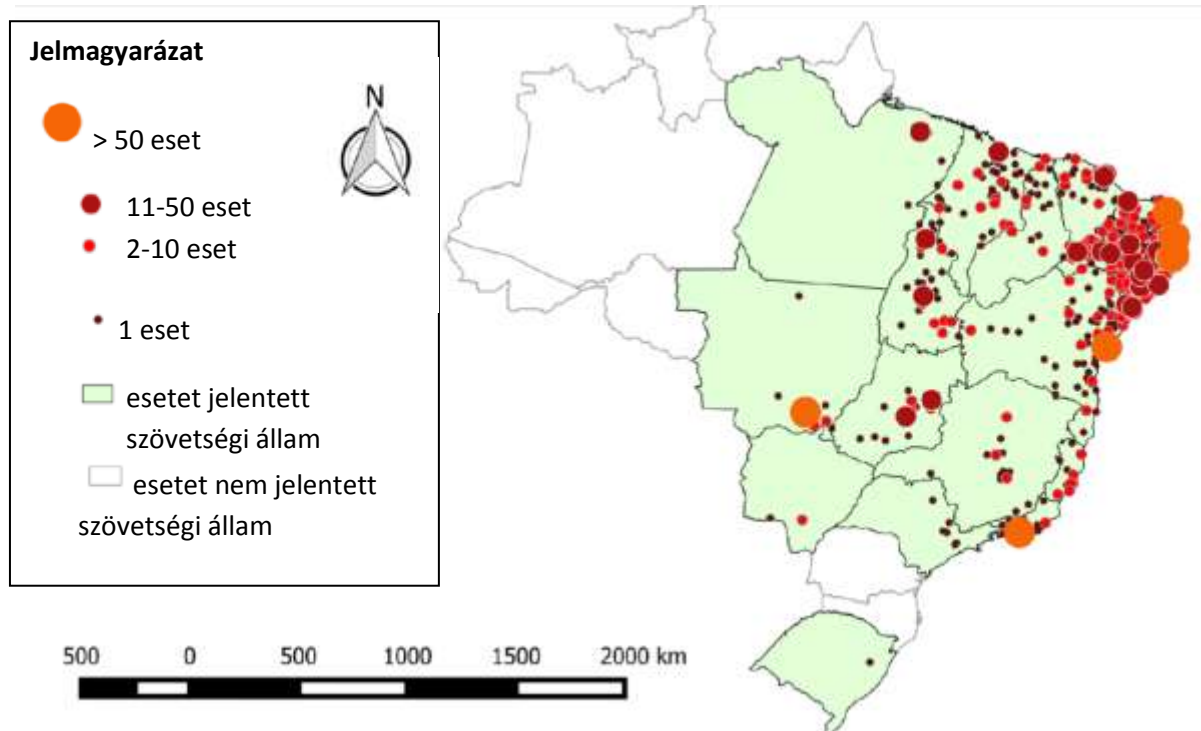 Jelmagyarázat
N
> 50 eset
11-50 eset
2-10 eset
1 eset
esetet jelentett
szövetségi állam
esetet nem jelentett
szövetségi állam
500 0 500 1000 1500 2000 km